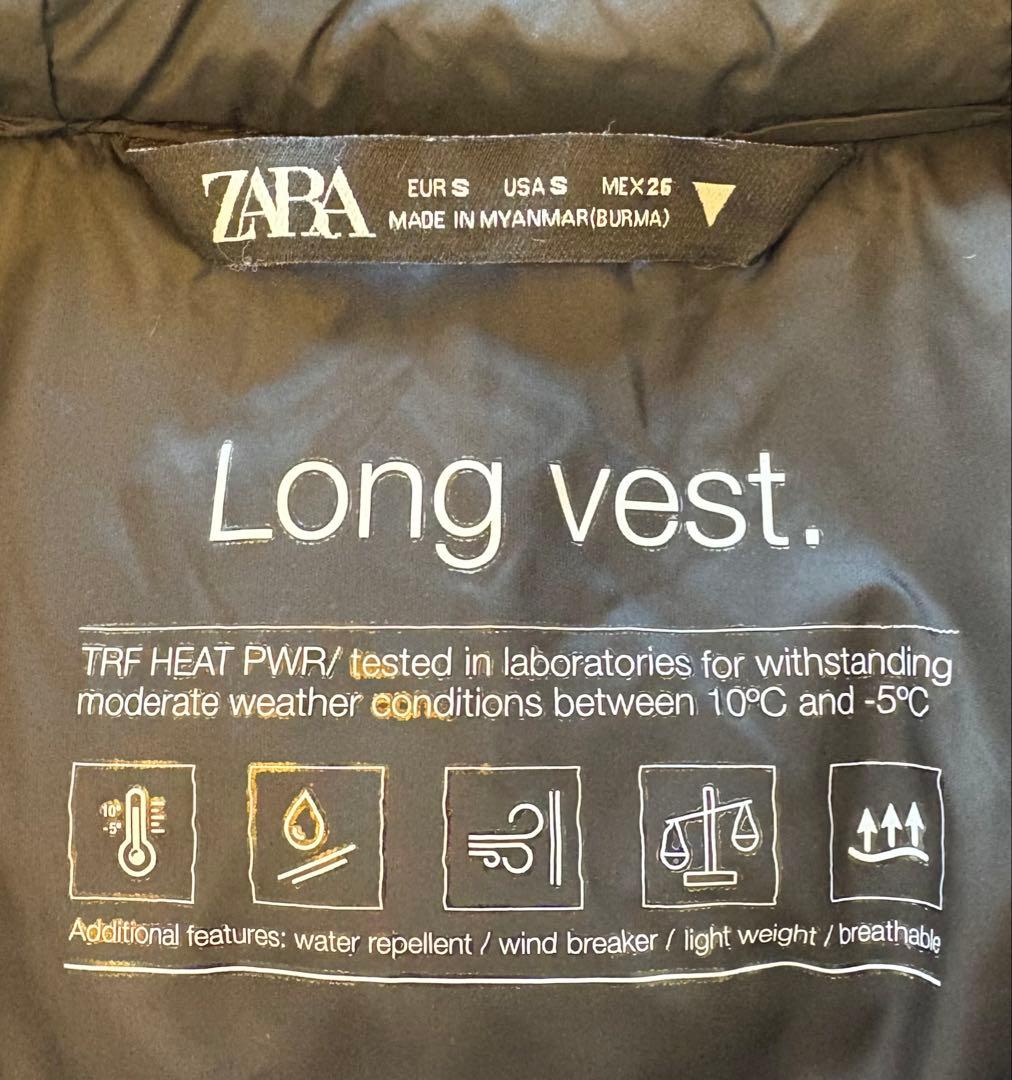 ZARA EUR S USA S MEX 26
MADE IN MYANMAR(BURMA)
Long vest.
TRF HEAT PWR/ tested in laboratories for withstanding
moderate weather conditions between 10ºC and -5ºC
10º
-5º
Additional features: water repellent / wind breaker / light weight / breathable